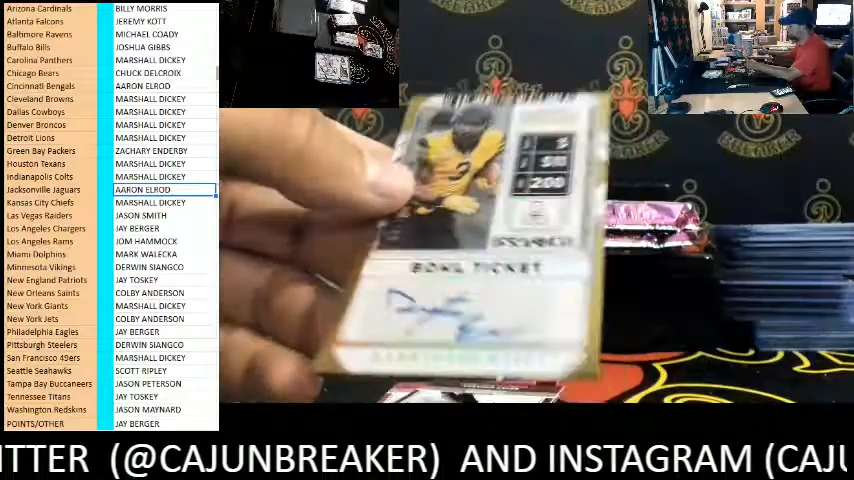 Arizona Cardinals BILLY MORRIS
Atlanta Falcons JEREMY KOTT
Baltimore Ravens MICHAEL COADY
Buffalo Bills JOSHUA GIBBS
Carolina Panthers MARSHALL DICKEY
Chicago Bears CHUCK DELCROIX
Cincinnati Bengals AARON ELROD
Cleveland Browns MARSHALL DICKEY
Dallas Cowboys MARSHALL DICKEY
Denver Broncos MARSHALL DICKEY
Detroit Lions MARSHALL DICKEY
Green Bay Packers ZACHARY ENDERBY
Houston Texans MARSHALL DICKEY
Indianapolis Colts MARSHALL DICKEY
Jacksonville Jaguars AARON ELROD
Kansas City Chiefs MARSHALL DICKEY
Las Vegas Raiders JASON SMITH
Los Angeles Chargers JAY BERGER
Los Angeles Rams JOM HAMMOCK
Miami Dolphins MARK WALECKA
Minnesota Vikings DERWIN SIANGCO
New England Patriots JAY TOSKEY
New Orleans Saints COLBY ANDERSON
New York Giants MARSHALL DICKEY
New York Jets COLBY ANDERSON
Philadelphia Eagles JAY BERGER
Pittsburgh Steelers DERWIN SIANGCO
San Francisco 49ers MARSHALL DICKEY
Seattle Seahawks SCOTT RIPLEY
Tampa Bay Buccaneers JASON PETERSON
Tennessee Titans JAY TOSKEY
Washington Redskins JASON MAYNARD
POINTS/OTHER JAY BERGER
BREAKER
209
BOWL TICKET
BREAKER
ITTER (@CAJUNBREAKER) AND INSTAGRAM (CAJU